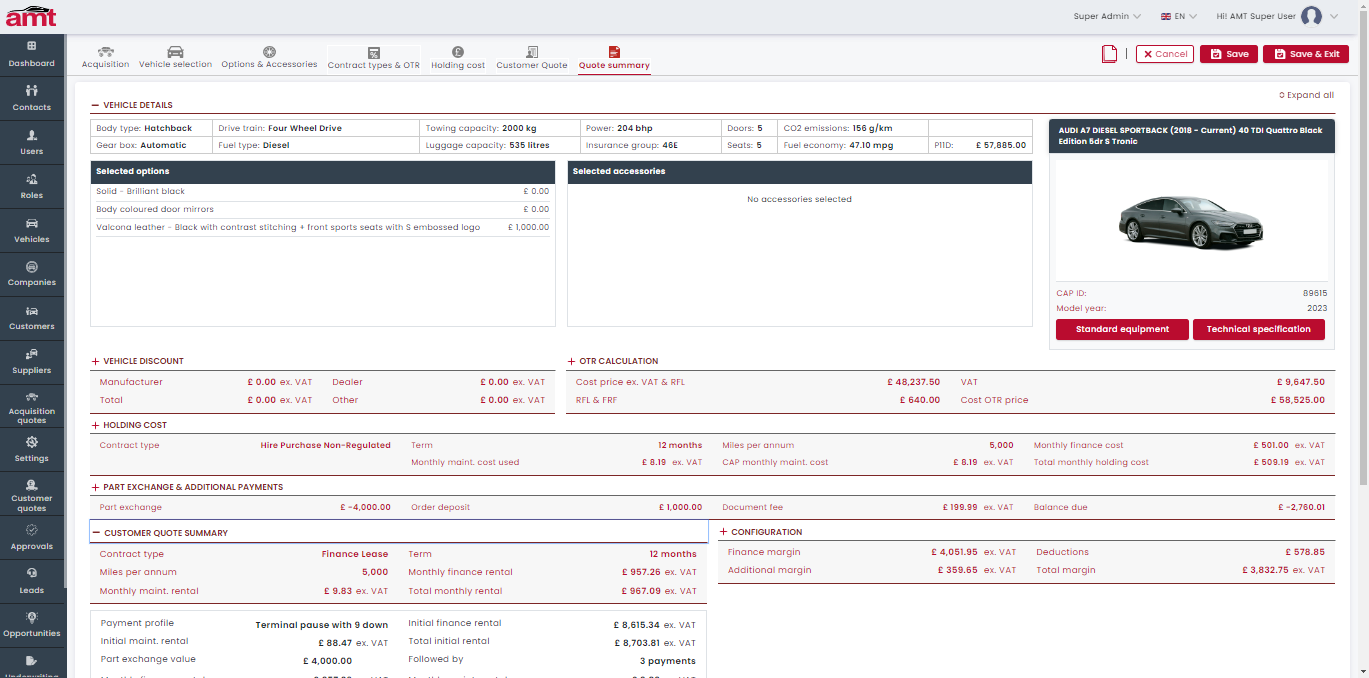 amt
Super Admin
EN
Hi! AMT Super User
Dashboard
Contacts
Users
Roles
Vehicles
Companies
Customers
Suppliers
Acquisition
quotes
Settings
Customer
quotes
Approvals
Leads
Opportunities
Underwriting
Acquisition
Vehicle selection
Options & Accessories
Contract types & OTR
Holding cost
Customer Quote
Quote summary
Cancel
Save
Save & Exit
Expand all
VEHICLE DETAILS
Body type: Hatchback Drive train: Four Wheel Drive Towing capacity: 2000 kg Power: 204 bhp Doors: 5 CO2 emissions: 156 g/km
Gear box: Automatic Fuel type: Diesel Luggage capacity: 535 litres Insurance group: 46E Seats: 5 Fuel economy: 47.10 mpg P11D: £ 57,885.00
Selected options
Solid - Brilliant black £ 0.00
Body coloured door mirrors £ 0.00
Valcona leather - Black with contrast stitching + front sports seats with S embossed logo £ 1,000.00
Selected accessories
No accessories selected
AUDI A7 DIESEL SPORTBACK (2018 - Current) 40 TDI Quattro Black
Edition 5dr S Tronic
CAP ID: 89615
Model year: 2023
Standard equipment
Technical specification
VEHICLE DISCOUNT
Manufacturer £ 0.00 ex. VAT Dealer £ 0.00 ex. VAT
Total £ 0.00 ex. VAT Other £ 0.00 ex. VAT
OTR CALCULATION
Cost price ex. VAT & RFL £ 48,237.50 VAT £ 9,647.50
RFL & FRF £ 640.00 Cost OTR price £ 58,525.00
HOLDING COST
Contract type Hire Purchase Non-Regulated Term 12 months Miles per annum 5,000 Monthly finance cost £ 501.00 ex. VAT
Monthly maint. cost used £ 8.19 ex. VAT CAP monthly maint. cost £ 8.19 ex. VAT Total monthly holding cost £ 509.19 ex. VAT
PART EXCHANGE & ADDITIONAL PAYMENTS
Part exchange £ -4,000.00 Order deposit £ 1,000.00 Document fee £ 199.99 ex. VAT Balance due £ -2,760.01
CUSTOMER QUOTE SUMMARY
Contract type Finance Lease Term 12 months
Miles per annum 5,000 Monthly finance rental £ 957.26 ex. VAT
Monthly maint. rental £ 9.83 ex. VAT Total monthly rental £ 967.09 ex. VAT
CONFIGURATION
Finance margin £ 4,051.95 ex. VAT Deductions £ 578.85
Additional margin £ 359.65 ex. VAT Total margin £ 3,832.75 ex. VAT
Payment profile Terminal pause with 9 down Initial finance rental £ 8,615.34 ex. VAT
Initial maint. rental £ 88.47 ex. VAT Total initial rental £ 8,703.81 ex. VAT
Part exchange value £ 4,000.00 Followed by 3 payments